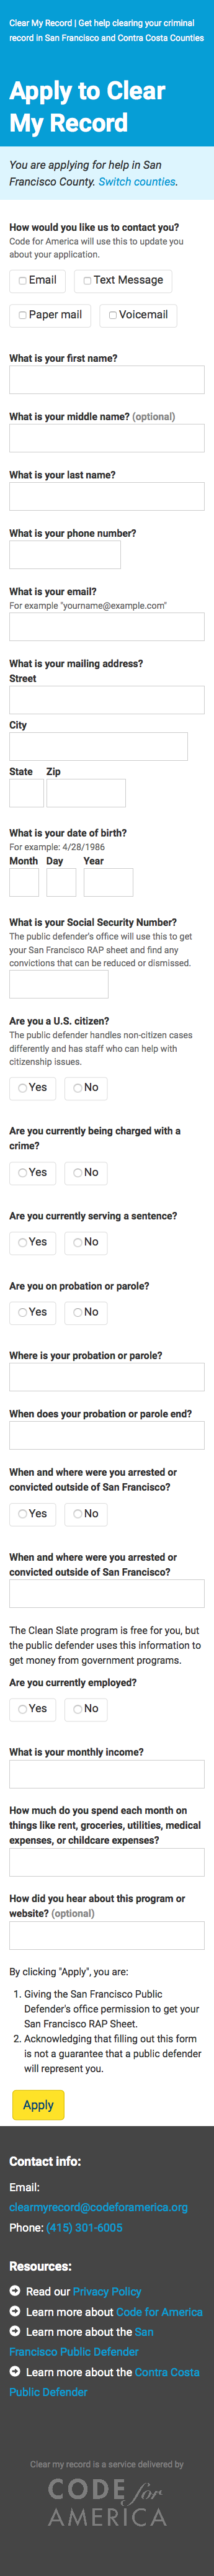 Clear My Record | Get help clearing your criminal
record in San Francisco and Contra Costa Counties
Apply to Clear
My Record
You are applying for help in San
Francisco County. Switch counties.
How would you like us to contact you?
Code for America will use this to update you
about your application.
Email Text Message
Paper mail Voicemail
What is your first name?
What is your middle name? (optional)
What is your last name?
What is your phone number?
What is your email?
For example "yourname@example.com"
What is your mailing address?
Street
City
State Zip
What is your date of birth?
For example: 4/28/1986
Month Day Year
What is your Social Security Number?
The public defender's office will use this to get
your San Francisco RAP sheet and find any
convictions that can be reduced or dismissed.
Are you a U.S. citizen?
The public defender handles non-citizen cases
differently and has staff who can help with
citizenship issues.
Yes No
Are you currently being charged with a
crime?
Yes No
Are you currently serving a sentence?
Yes No
Are you on probation or parole?
Yes No
Where is your probation or parole?
When does your probation or parole end?
When and where were you arrested or
convicted outside of San Francisco?
Yes No
When and where were you arrested or
convicted outside of San Francisco?
The Clean Slate program is free for you, but
the public defender uses this information to
get money from government programs.
Are you currently employed?
Yes No
What is your monthly income?
How much do you spend each month on
things like rent, groceries, utilities, medical
expenses, or childcare expenses?
How did you hear about this program or
website? (optional)
By clicking "Apply", you are:
1. Giving the San Francisco Public
Defender's office permission to get your
San Francisco RAP Sheet.
2. Acknowledging that filling out this form
is not a guarantee that a public defender
will represent you.
Apply
Contact info:
Email:
clearmyrecord@codeforamerica.org
Phone: (415) 301-6005
Resources:
Read our Privacy Policy
Learn more about Code for America
Learn more about the San
Francisco Public Defender
Learn more about the Contra Costa
Public Defender
Clear my record is a service delivered by
CODE for
AMERICA